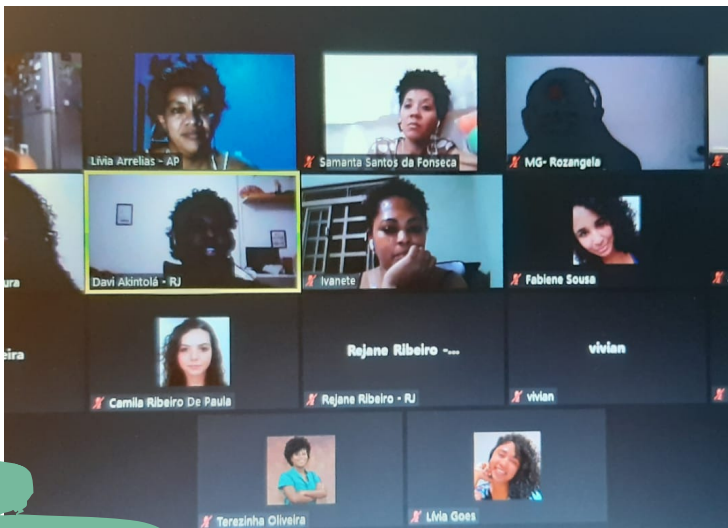 Lívia Arrelias - AP
Samanta Santos da Fonseca
MG- Rozangela
ura
Davi Akintolá - RJ
Ivanete
Fabiene Sousa
eira
Camila Ribeiro De Paula
Rejane Ribeiro -...
Rejane Ribeiro - RJ
vivian
vivian
Terezinha Oliveira
Lívia Goes